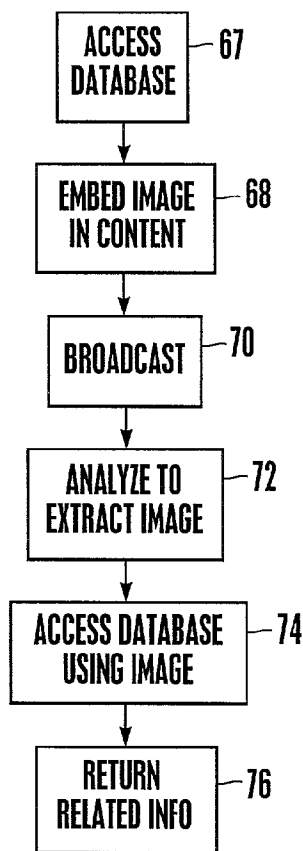 ACCESS
DATABASE
67
EMBED IMAGE
IN CONTENT
68
BROADCAST
70
ANALYZE TO
EXTRACT IMAGE
72
ACCESS DATABASE
USING IMAGE
74
RETURN
RELATED INFO
76